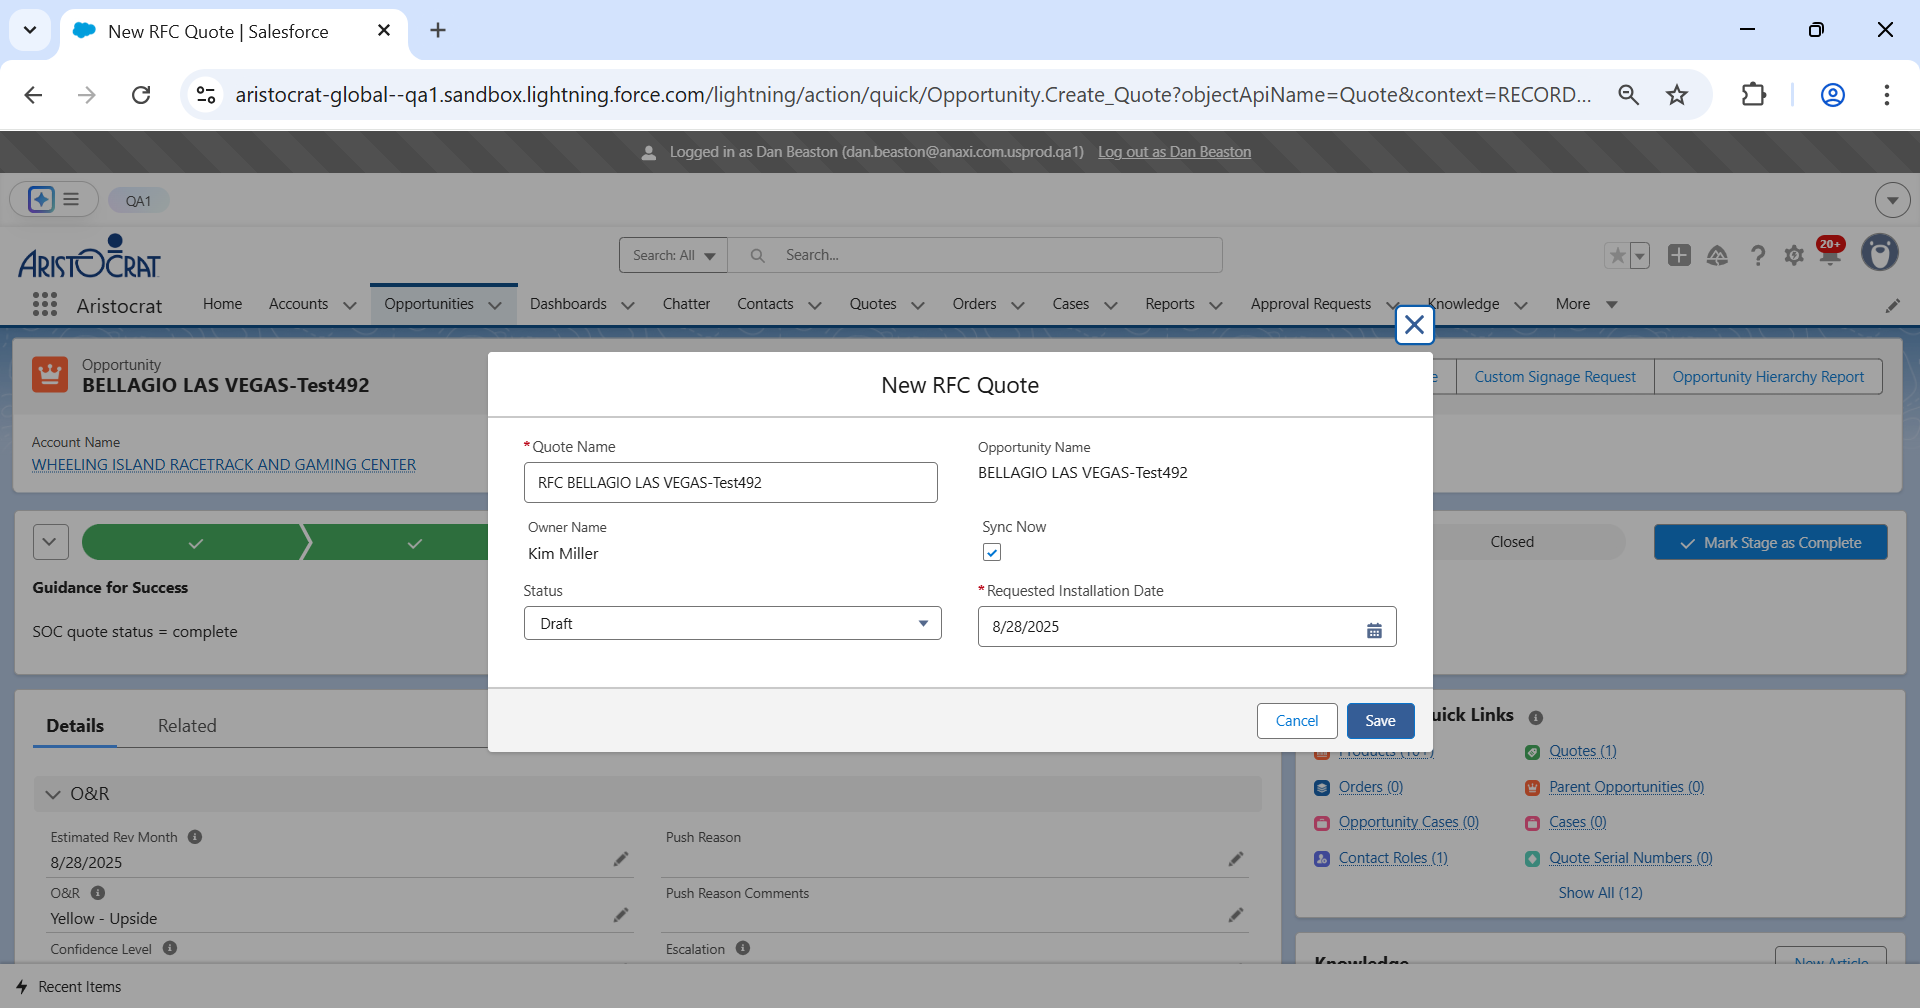 New RFC Quote | Salesforce
aristocrat-global--qa1.sandbox.lightning.force.com/lightning/action/quick/Opportunity.Create_Quote?objectApiName=Quote&context=RECORD...
Logged in as Dan Beaston (dan.beaston@anaxi.com.usprod.qa1) Log out as Dan Beaston
QA1
ARISTOCRAT
Search: All
Search...
20+
Aristocrat
Home Accounts Opportunities Dashboards Chatter Contacts Quotes Orders Cases Reports Approval Requests Knowledge More
Opportunity
BELLAGIO LAS VEGAS-Test492
Custom Signage Request
Opportunity Hierarchy Report
Account Name
WHEELING ISLAND RACETRACK AND GAMING CENTER
New RFC Quote
*Quote Name
RFC BELLAGIO LAS VEGAS-Test492
Opportunity Name
BELLAGIO LAS VEGAS-Test492
Owner Name
Kim Miller
Sync Now
Status
Draft
*Requested Installation Date
8/28/2025
Cancel
Save
Closed
Mark Stage as Complete
Guidance for Success
SOC quote status = complete
Details
Related
O&R
Estimated Rev Month
8/28/2025
Push Reason
O&R
Yellow - Upside
Push Reason Comments
Confidence Level
Escalation
uick Links
Quotes (1)
Orders (0)
Parent Opportunities (0)
Opportunity Cases (0)
Cases (0)
Contact Roles (1)
Quote Serial Numbers (0)
Show All (12)
Knowledge
New Article
Recent Items